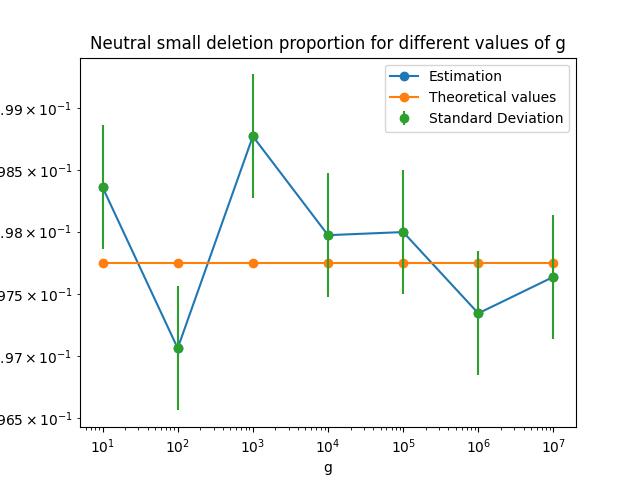 Neutral small deletion proportion for different values of g
Estimation
Theoretical values
Standard Deviation
.99 × 10⁻¹
985 × 10⁻¹
.98 × 10⁻¹
975 × 10⁻¹
.97 × 10⁻¹
965 × 10⁻¹
10¹ 10² 10³ 10⁴ 10⁵ 10⁶ 10⁷
g